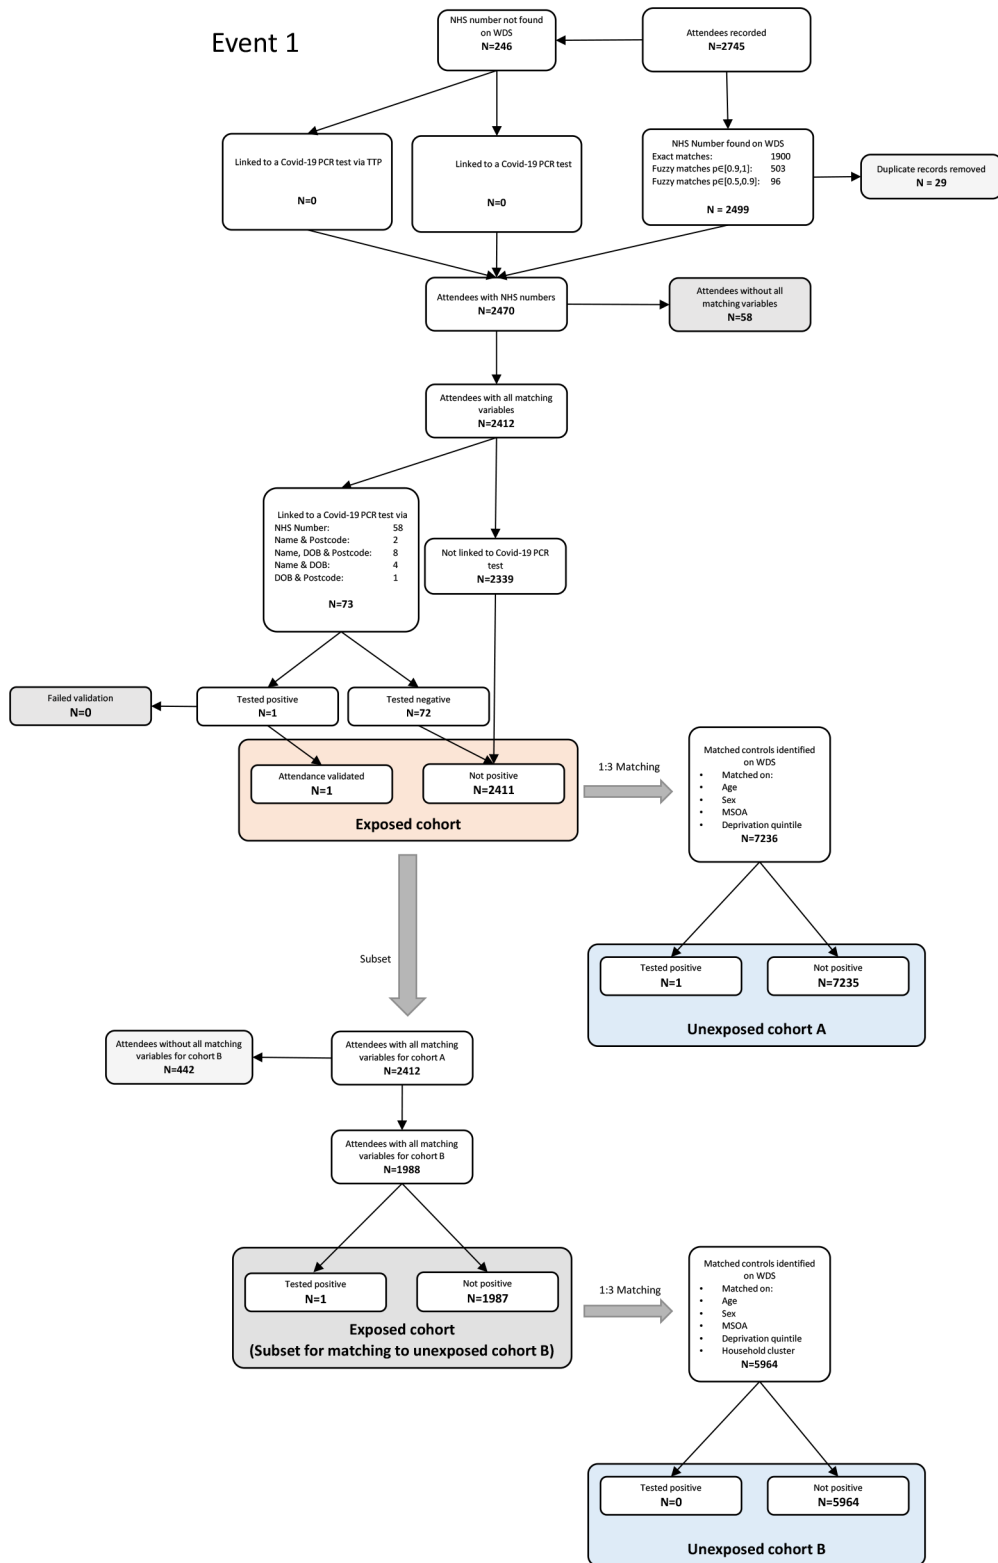 Event 1
NHS number not found
on WDS
N=246
Attendees recorded
N=2745
Linked to a Covid-19 PCR test via TTP
N=0
Linked to a Covid-19 PCR test
N=0
NHS Number found on WDS
Exact matches: 1900
Fuzzy matches p∈[0.9,1]: 503
Fuzzy matches p∈[0.5,0.9]: 96
N = 2499
Duplicate records removed
N = 29
Attendees with NHS numbers
N=2470
Attendees without all
matching variables
N=58
Attendees with all matching
variables
N=2412
Linked to a Covid-19 PCR test via
NHS Number: 58
Name & Postcode: 2
Name, DOB & Postcode: 8
Name & DOB: 4
DOB & Postcode: 1
N=73
Not linked to Covid-19 PCR
test
N=2339
Failed validation
N=0
Tested positive
N=1
Tested negative
N=72
Attendance validated
N=1
Not positive
N=2411
Exposed cohort
1:3 Matching
Matched controls identified
on WDS
• Matched on:
• Age
• Sex
• MSOA
• Deprivation quintile
N=7236
Subset
Tested positive
N=1
Not positive
N=7235
Unexposed cohort A
Attendees without all matching
variables for cohort B
N=442
Attendees with all matching
variables for cohort A
N=2412
Attendees with all matching
variables for cohort B
N=1988
Tested positive
N=1
Not positive
N=1987
Exposed cohort
(Subset for matching to unexposed cohort B)
1:3 Matching
Matched controls identified
on WDS
• Matched on:
• Age
• Sex
• MSOA
• Deprivation quintile
• Household cluster
N=5964
Tested positive
N=0
Not positive
N=5964
Unexposed cohort B